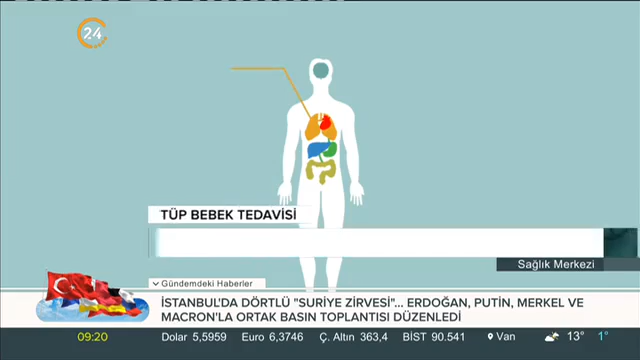 24
TÜP BEBEK TEDAVİSİ
Sağlık Merkezi
Gündemdeki Haberler
İSTANBUL'DA DÖRTLÜ "SURİYE ZİRVESİ"... ERDOĞAN, PUTİN, MERKEL VE
MACRON'LA ORTAK BASIN TOPLANTISI DÜZENLEDİ
09:20 Dolar 5,5959 Euro 6,3746 Ç. Altın 363,4 BİST 90.541 Van 13° 1°